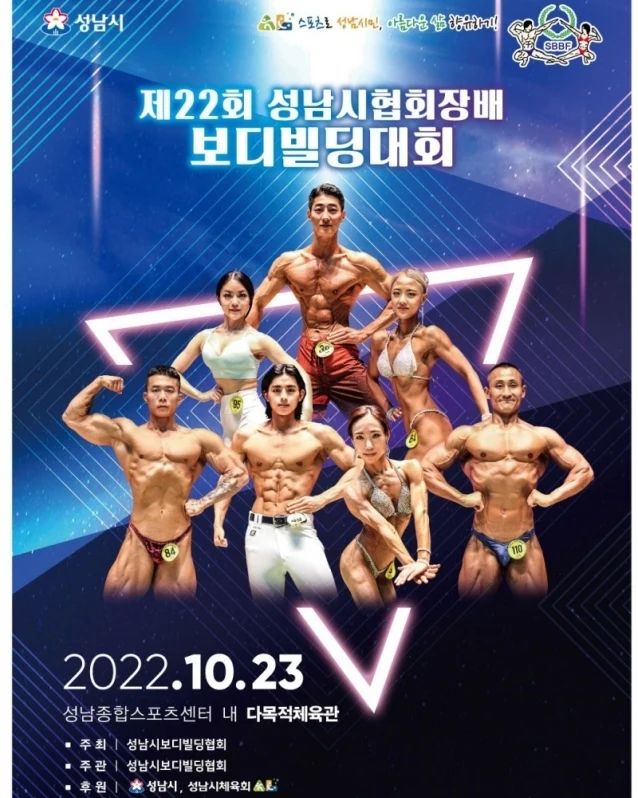 성남시
스포츠로 성남시민, 아름다운 삶 향유하기!
SBBF
제22회 성남시협회장배
보디빌딩대회
95
84
110
2022.10.23
성남종합스포츠센터 내 다목적체육관
▪ 주 최 | 성남시보디빌딩협회
▪ 주 관 | 성남시보디빌딩협회
▪ 후 원 | 성남시, 성남시체육회